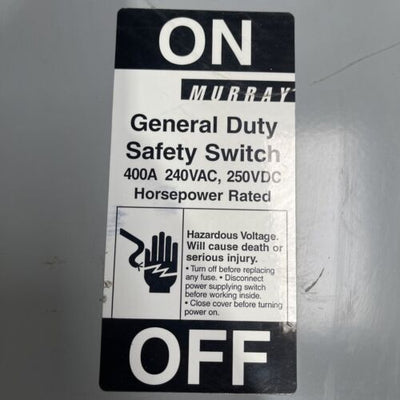 ON
MURRAY
General Duty
Safety Switch
400A 240VAC, 250VDC
Horsepower Rated
Hazardous Voltage.
Will cause death or
serious injury.
• Turn off before replacing
any fuse. • Disconnect
power supplying switch
before working inside.
• Close cover before turning
power on.
OFF